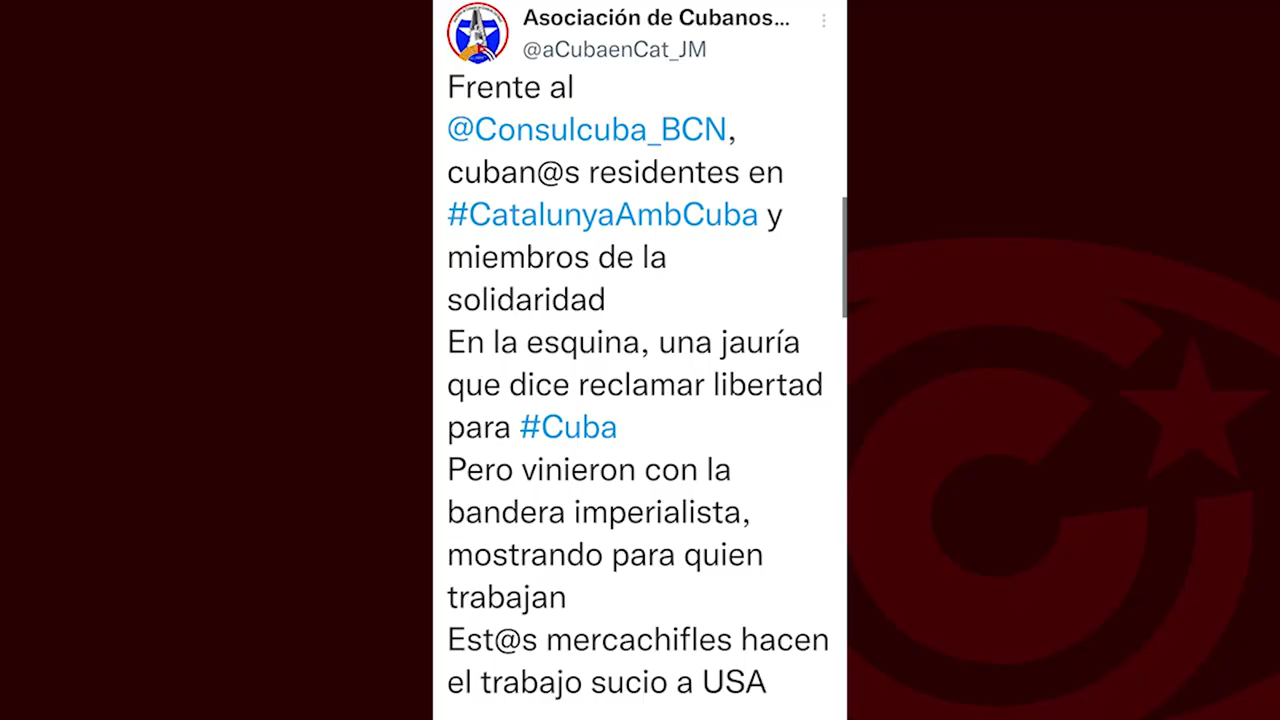 Asociación de Cubanos...
@aCubaenCat_JM
Frente al
@Consulcuba_BCN,
cuban@s residentes en
#CatalunyaAmbCuba y
miembros de la
solidaridad
En la esquina, una jauría
que dice reclamar libertad
para #Cuba
Pero vinieron con la
bandera imperialista,
mostrando para quien
trabajan
Est@s mercachifles hacen
el trabajo sucio a USA